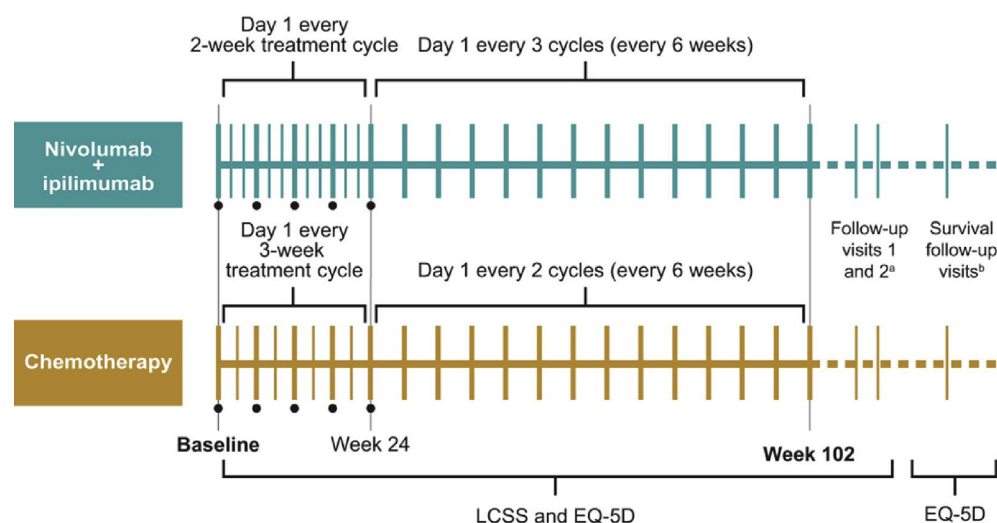 Day 1 every
2-week treatment cycle
Day 1 every 3 cycles (every 6 weeks)
Nivolumab
+
ipilimumab
Day 1 every
3-week
treatment cycle
Day 1 every 2 cycles (every 6 weeks)
Follow-up
visits 1
and 2ᵃ
Survival
follow-up
visitsᵇ
Chemotherapy
Baseline
Week 24
Week 102
LCSS and EQ-5D
EQ-5D